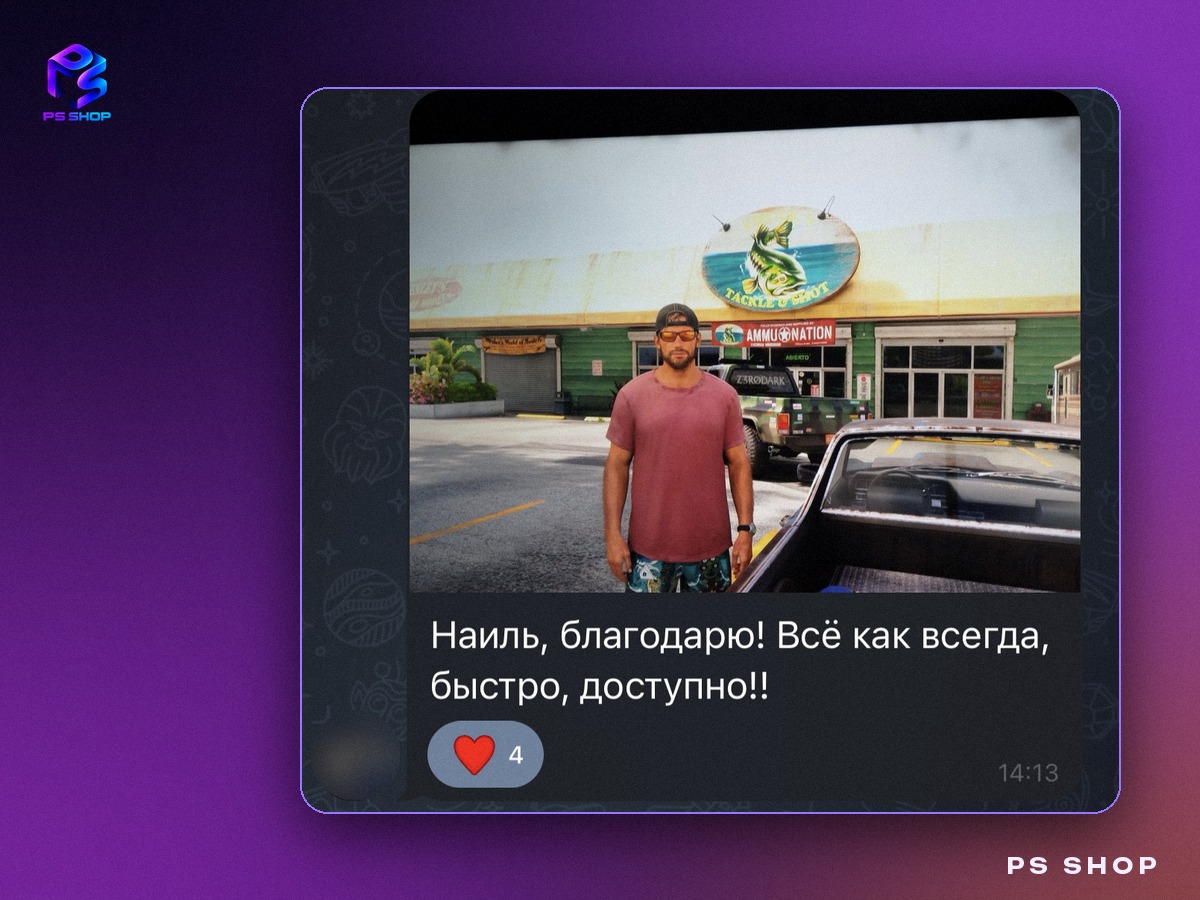 PS SHOP
TACKLE & SHOT
AMMU NATION
ABIERTO
Z3RØDARK
Наиль, благодарю! Всё как всегда,
быстро, доступно!!
❤️ 4
14:13
PS SHOP